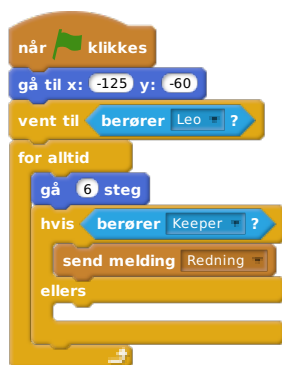 når klikkes
gå til x: -125 y: -60
vent til berører Leo ?
for alltid
gå 6 steg
hvis berører Keeper ?
send melding Redning
ellers